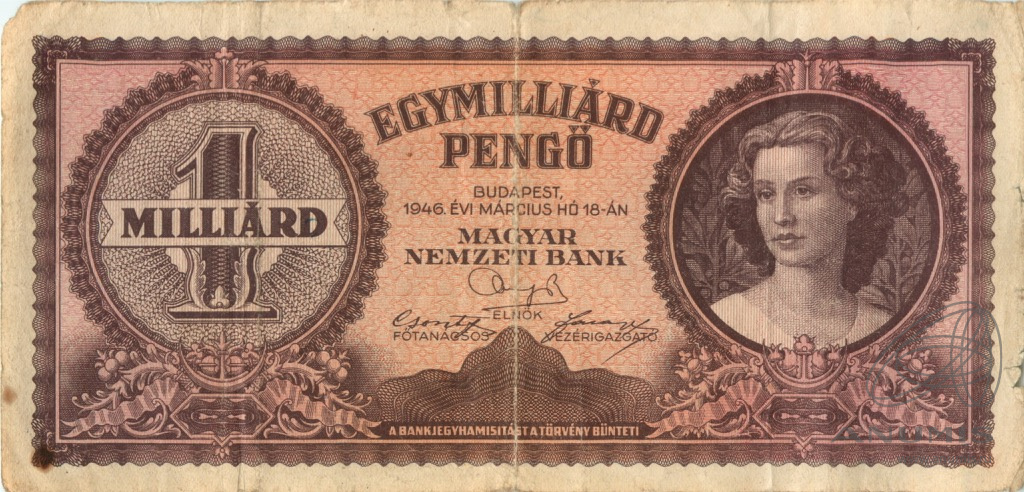 1
MILLIÁRD
EGYMILLIÁRD
PENGŐ
BUDAPEST,
1946. ÉVI MÁRCIUS HÓ 18-ÁN
MAGYAR
NEMZETI BANK
ELNÖK
FŐTANÁCSOS
VEZÉRIGAZGATÓ
A BANKJEGYHAMISITÁST A TÖRVÉNY BÜNTETI